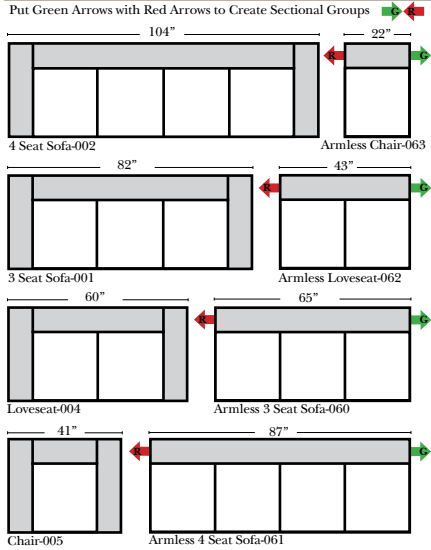 Put Green Arrows with Red Arrows to Create Sectional Groups G R
104” 22”
R G
4 Seat Sofa-002 Armless Chair-063
82” 43”
R G
3 Seat Sofa-001 Armless Loveseat-062
60” 65”
R G
Loveseat-004 Armless 3 Seat Sofa-060
41” 87”
R G
Chair-005 Armless 4 Seat Sofa-061